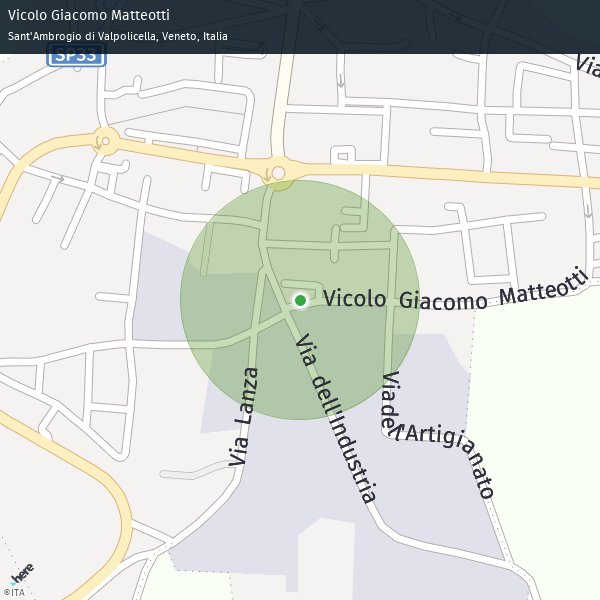 Vicolo Giacomo Matteotti
Sant'Ambrogio di Valpolicella, Veneto, Italia
SP33
Via
Vicolo Giacomo Matteotti
Via Lanza
Via dell'Industria
Via dell'Artigianato
here
©ITA